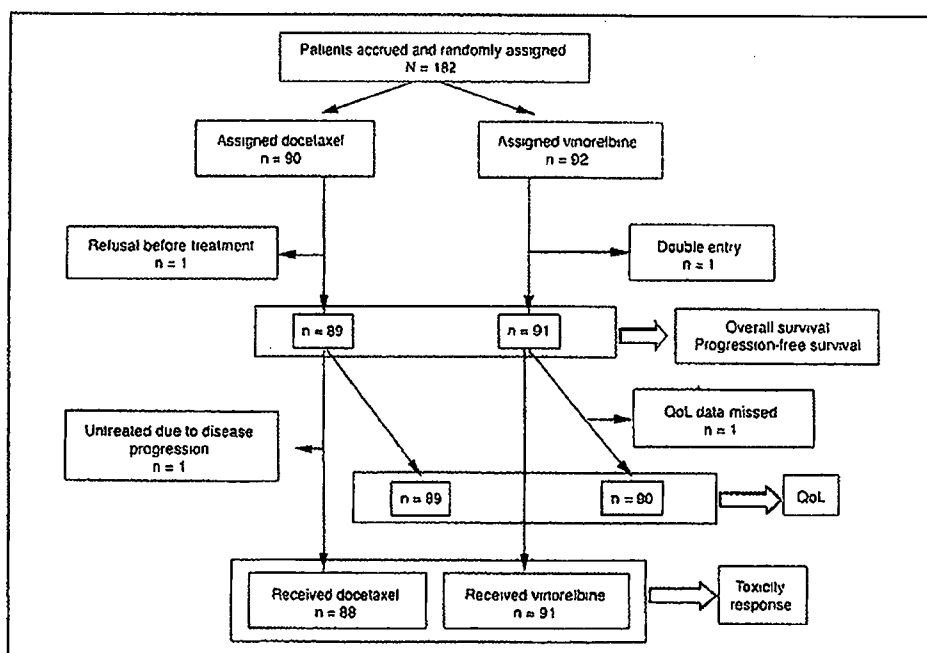 Patients accrued and randomly assigned
N = 182
Assigned docetaxel
n = 90
Assigned vinorelbine
n = 92
Refusal before treatment
n = 1
Double entry
n = 1
n = 89
n = 91
Overall survival
Progression-free survival
Untreated due to disease
progression
n = 1
QoL data missed
n = 1
n = 89
n = 90
QoL
Received docetaxel
n = 88
Received vinorelbine
n = 91
Toxicity
response